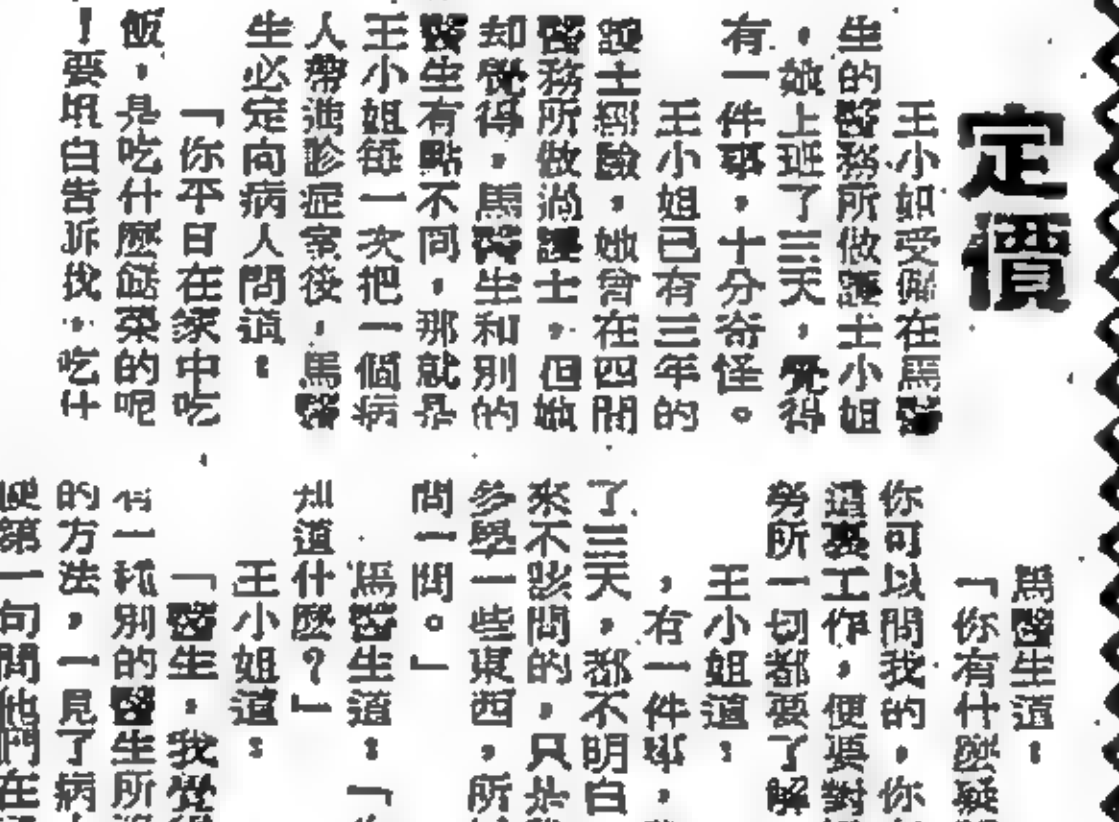 定價
王小姐受僱在馬醫
生的醫務所做護士小姐
，她上班了三天，覺得
有一件事，十分奇怪。
王小姐已有三年的
護士經驗，她曾在四間
醫務所做過護士，但她
却覺得，馬醫生和別的
醫生有點不同，那就是
王小姐每一次把一個病
人帶進診症室後，馬醫
生必定向病人問道：
「你平日在家中吃
飯，是吃什麼餸菜的呢
！要坦白告訴我，吃什
馬醫生道：
「你有什麼疑
你可以問我的，你
這裏工作，便要對
勞所一切都要了解
王小姐道：
，有一件事，
了三天，都不明白
來不該問的，只是
多學一些東西，所
問一問。」
馬醫生道：「
知道什麼？」
王小姐道：
「醫生，我覺
有一種別的醫生所
的方法，一見了病
便第一句問他們在